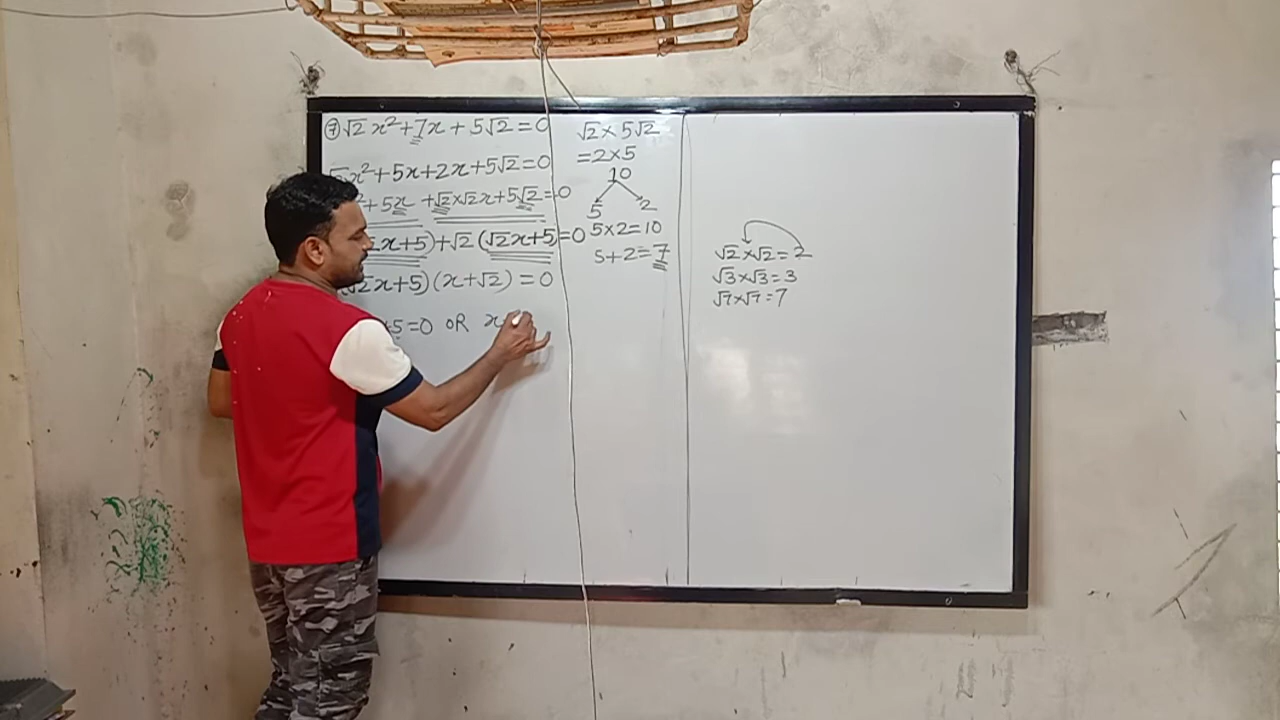 ⑦ √2 x² + 7x + 5√2 = 0
x² + 5x + 2x + 5√2 = 0
+ 5x + √2 × √2x + 5√2 = 0
2x + 5) + √2 (√2x + 5) = 0
√2x + 5) (x + √2) = 0
+5 = 0 OR x
√2 × 5√2
= 2 × 5
10
5 2
5 × 2 = 10
5 + 2 = 7
√2 × √2 = 2
√3 × √3 = 3
√7 × √7 = 7